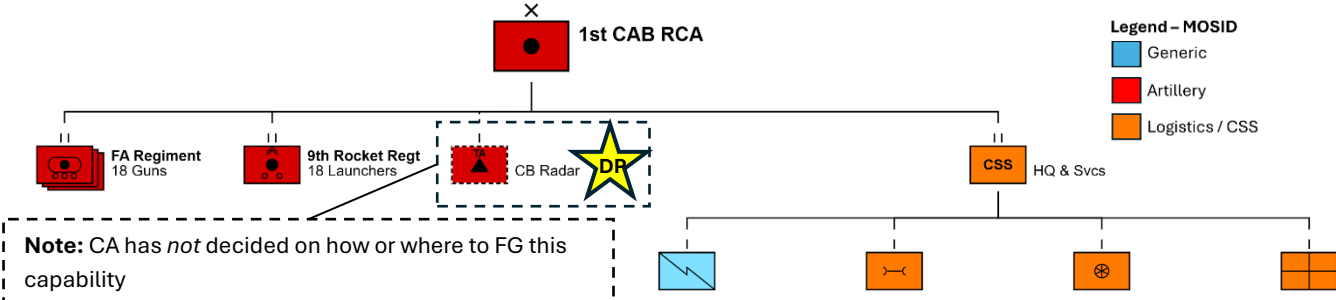 1st CAB RCA
Legend – MOSID
Generic
Artillery
Logistics / CSS
FA Regiment
18 Guns
9th Rocket Regt
18 Launchers
TA
CB Radar
DP
CSS
HQ & Svcs
Note: CA has not decided on how or where to FG this
capability